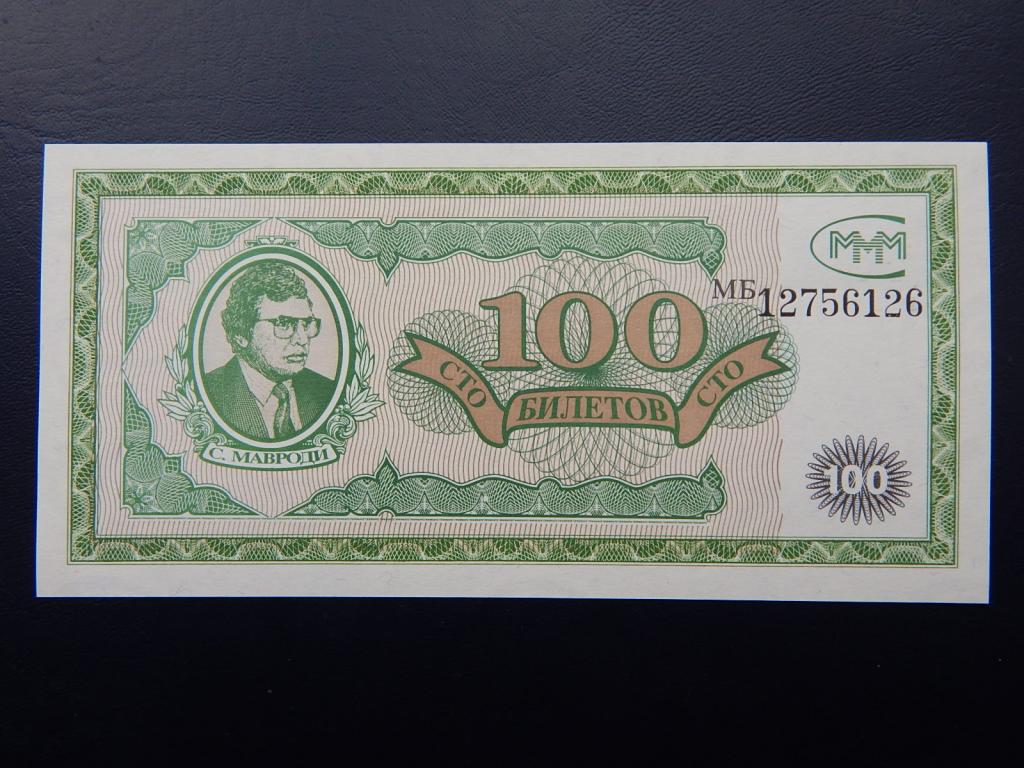 МММ
МБ12756126
100
СТО БИЛЕТОВ СТО
С. МАВРОДИ
100